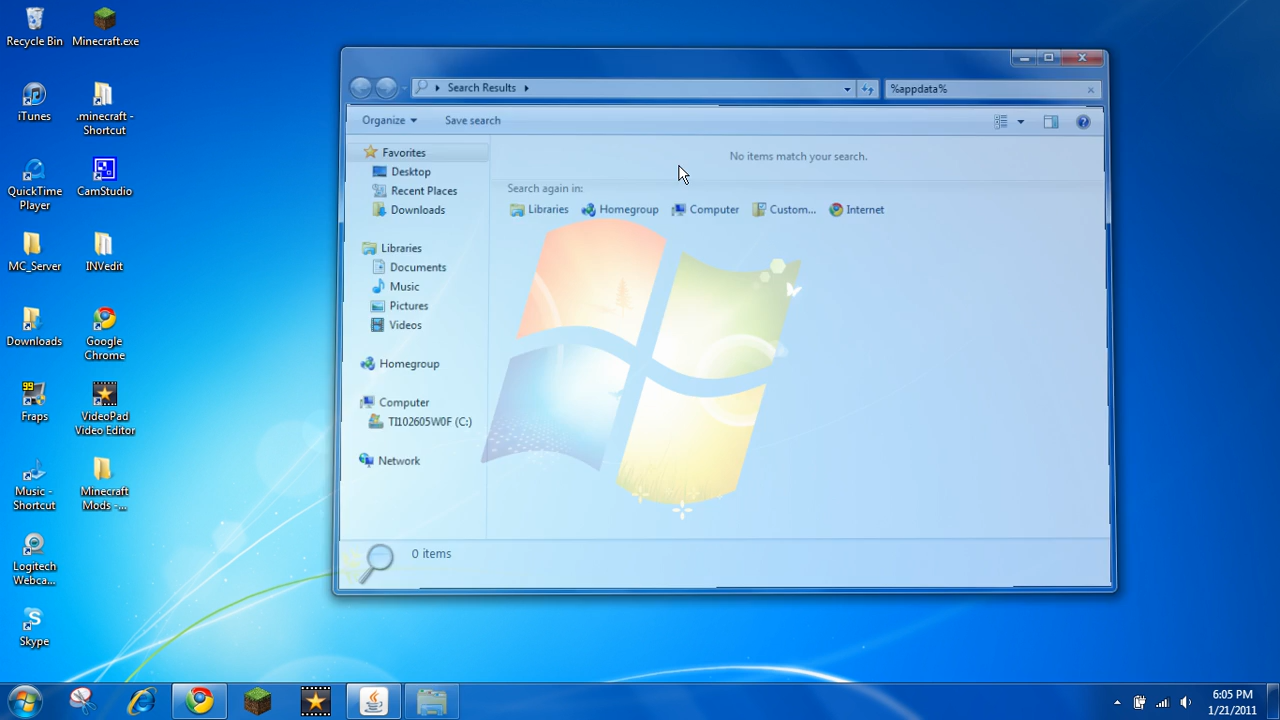 Recycle Bin
Minecraft.exe
iTunes
.minecraft -
Shortcut
QuickTime
Player
CamStudio
MC_Server
INVedit
Downloads
Google
Chrome
99
Fraps
VideoPad
Video Editor
Music -
Shortcut
Minecraft
Mods -...
Logitech
Webca...
Skype
Search Results
%appdata%
Organize
Save search
Favorites
Desktop
Recent Places
Downloads
Libraries
Documents
Music
Pictures
Videos
Homegroup
Computer
TI102605W0F (C:)
Network
No items match your search.
Search again in:
Libraries
Homegroup
Computer
Custom...
Internet
0 items
6:05 PM
1/21/2011